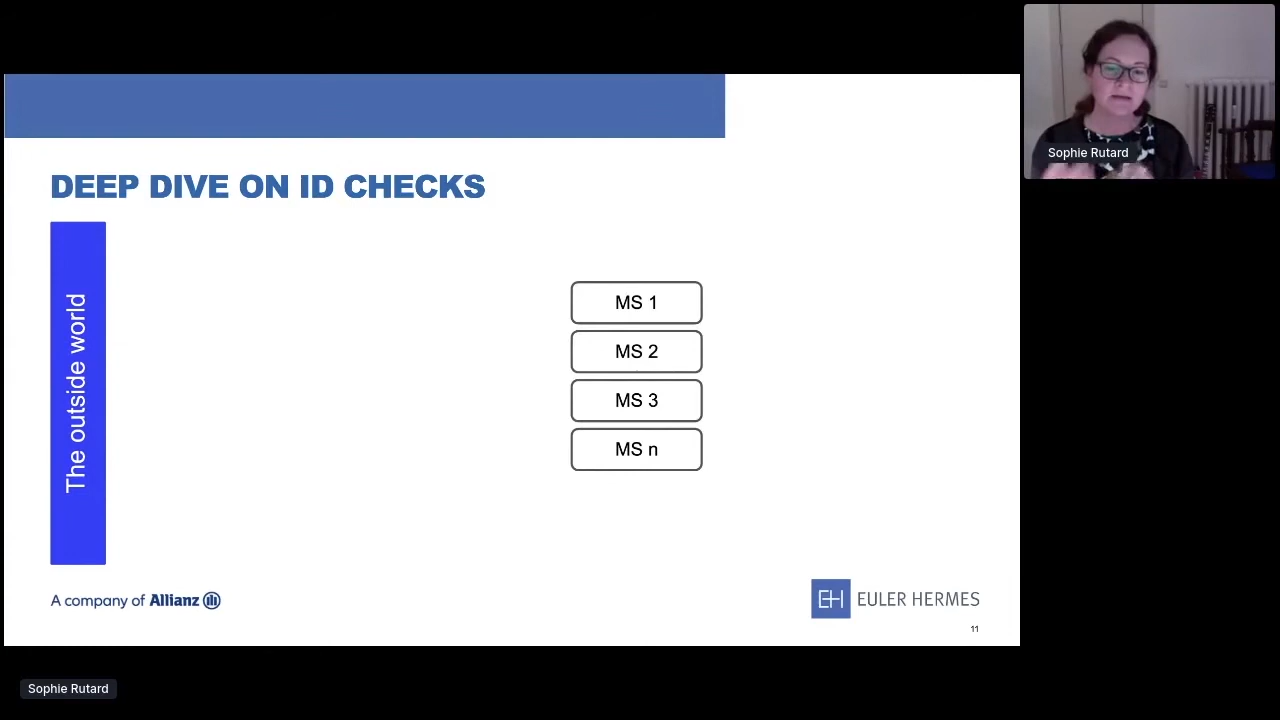 Sophie Rutard
DEEP DIVE ON ID CHECKS
The outside world
MS 1
MS 2
MS 3
MS n
A company of Allianz
EH EULER HERMES
11
Sophie Rutard